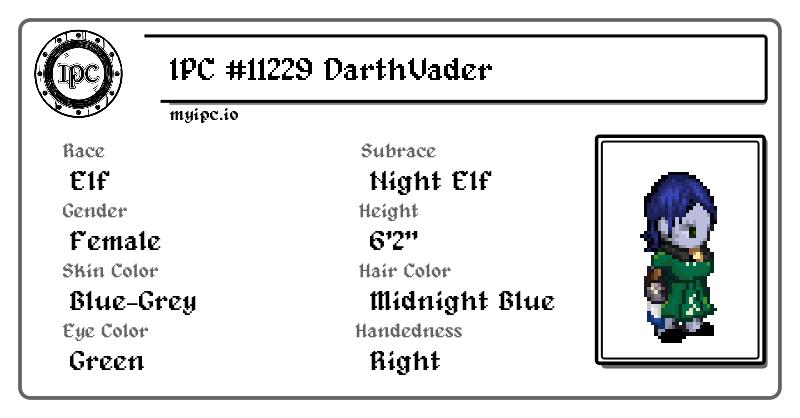 IPC
IPC #11229 DarthVader
myipc.io
Race
Elf
Subrace
Night Elf
Gender
Female
Height
6'2"
Skin Color
Blue-Grey
Hair Color
Midnight Blue
Eye Color
Green
Handedness
Right